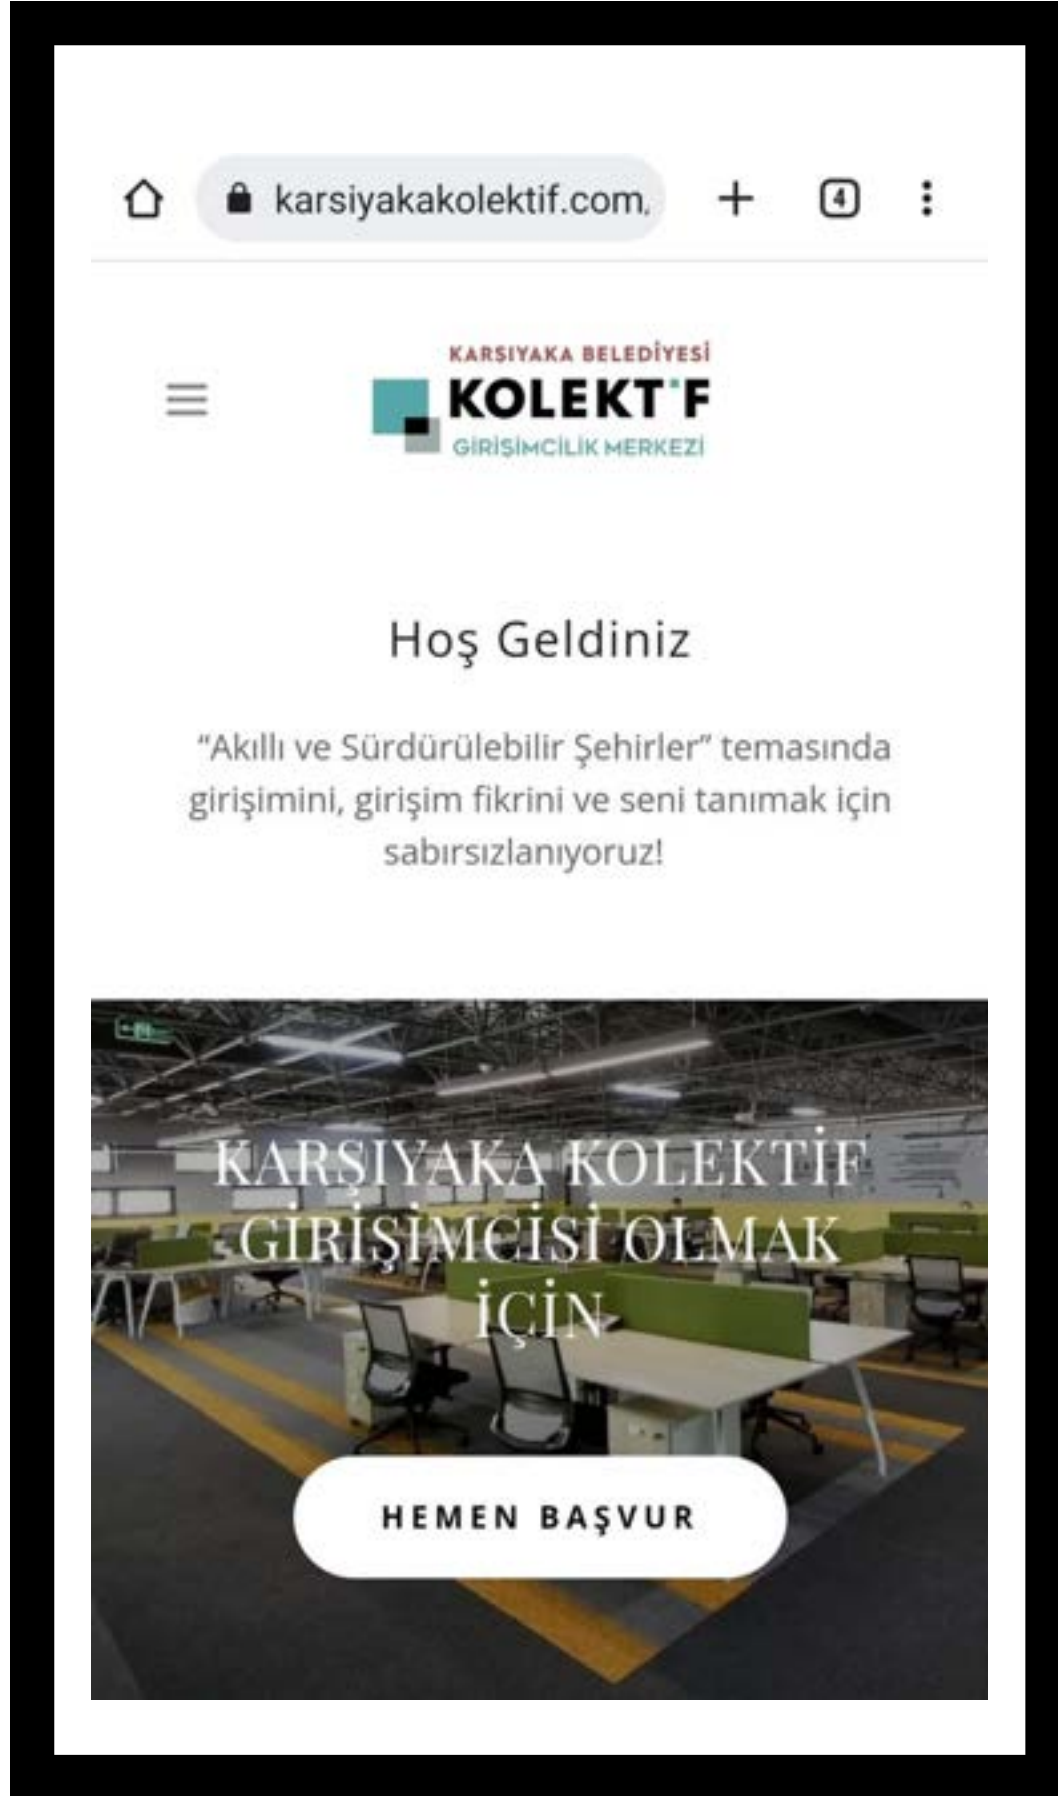 karsiyakakolektif.com
4
KARŞIYAKA BELEDİYESİ
KOLEKTİF
GİRİŞİMCİLİK MERKEZİ
Hoş Geldiniz
“Akıllı ve Sürdürülebilir Şehirler” temasında
girişimini, girişim fikrini ve seni tanımak için
sabırsızlanıyoruz!
KARŞIYAKA KOLEKTİF
GİRİŞİMCİSİ OLMAK
İÇİN
HEMEN BAŞVUR